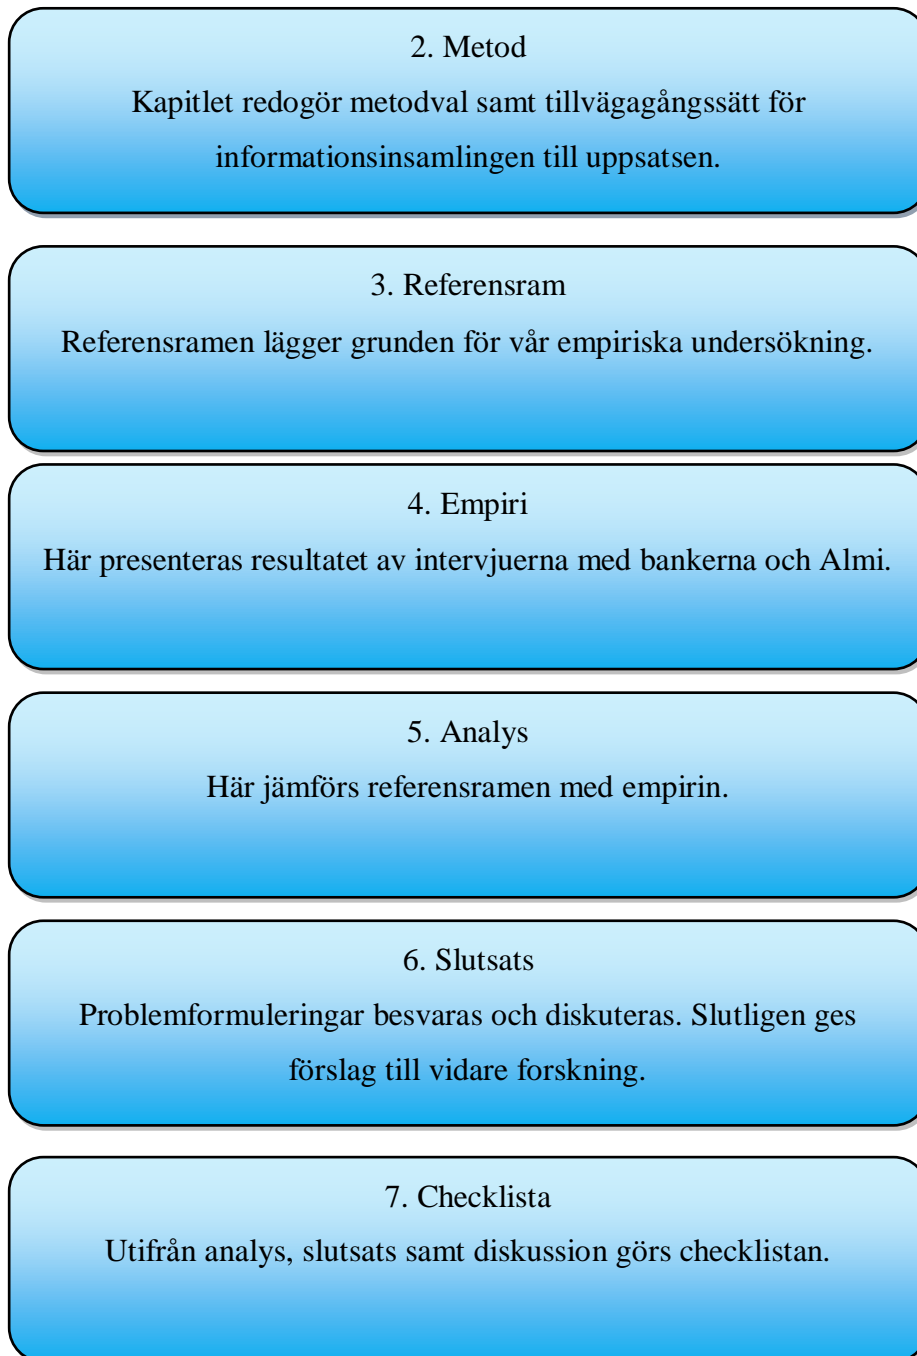 2. Metod
Kapitlet redogör metodval samt tillvägagångssätt för
informationsinsamlingen till uppsatsen.
3. Referensram
Referensramen lägger grunden för vår empiriska undersökning.
4. Empiri
Här presenteras resultatet av intervjuerna med bankerna och Almi.
5. Analys
Här jämförs referensramen med empirin.
6. Slutsats
Problemformuleringar besvaras och diskuteras. Slutligen ges
förslag till vidare forskning.
7. Checklista
Utifrån analys, slutsats samt diskussion görs checklistan.